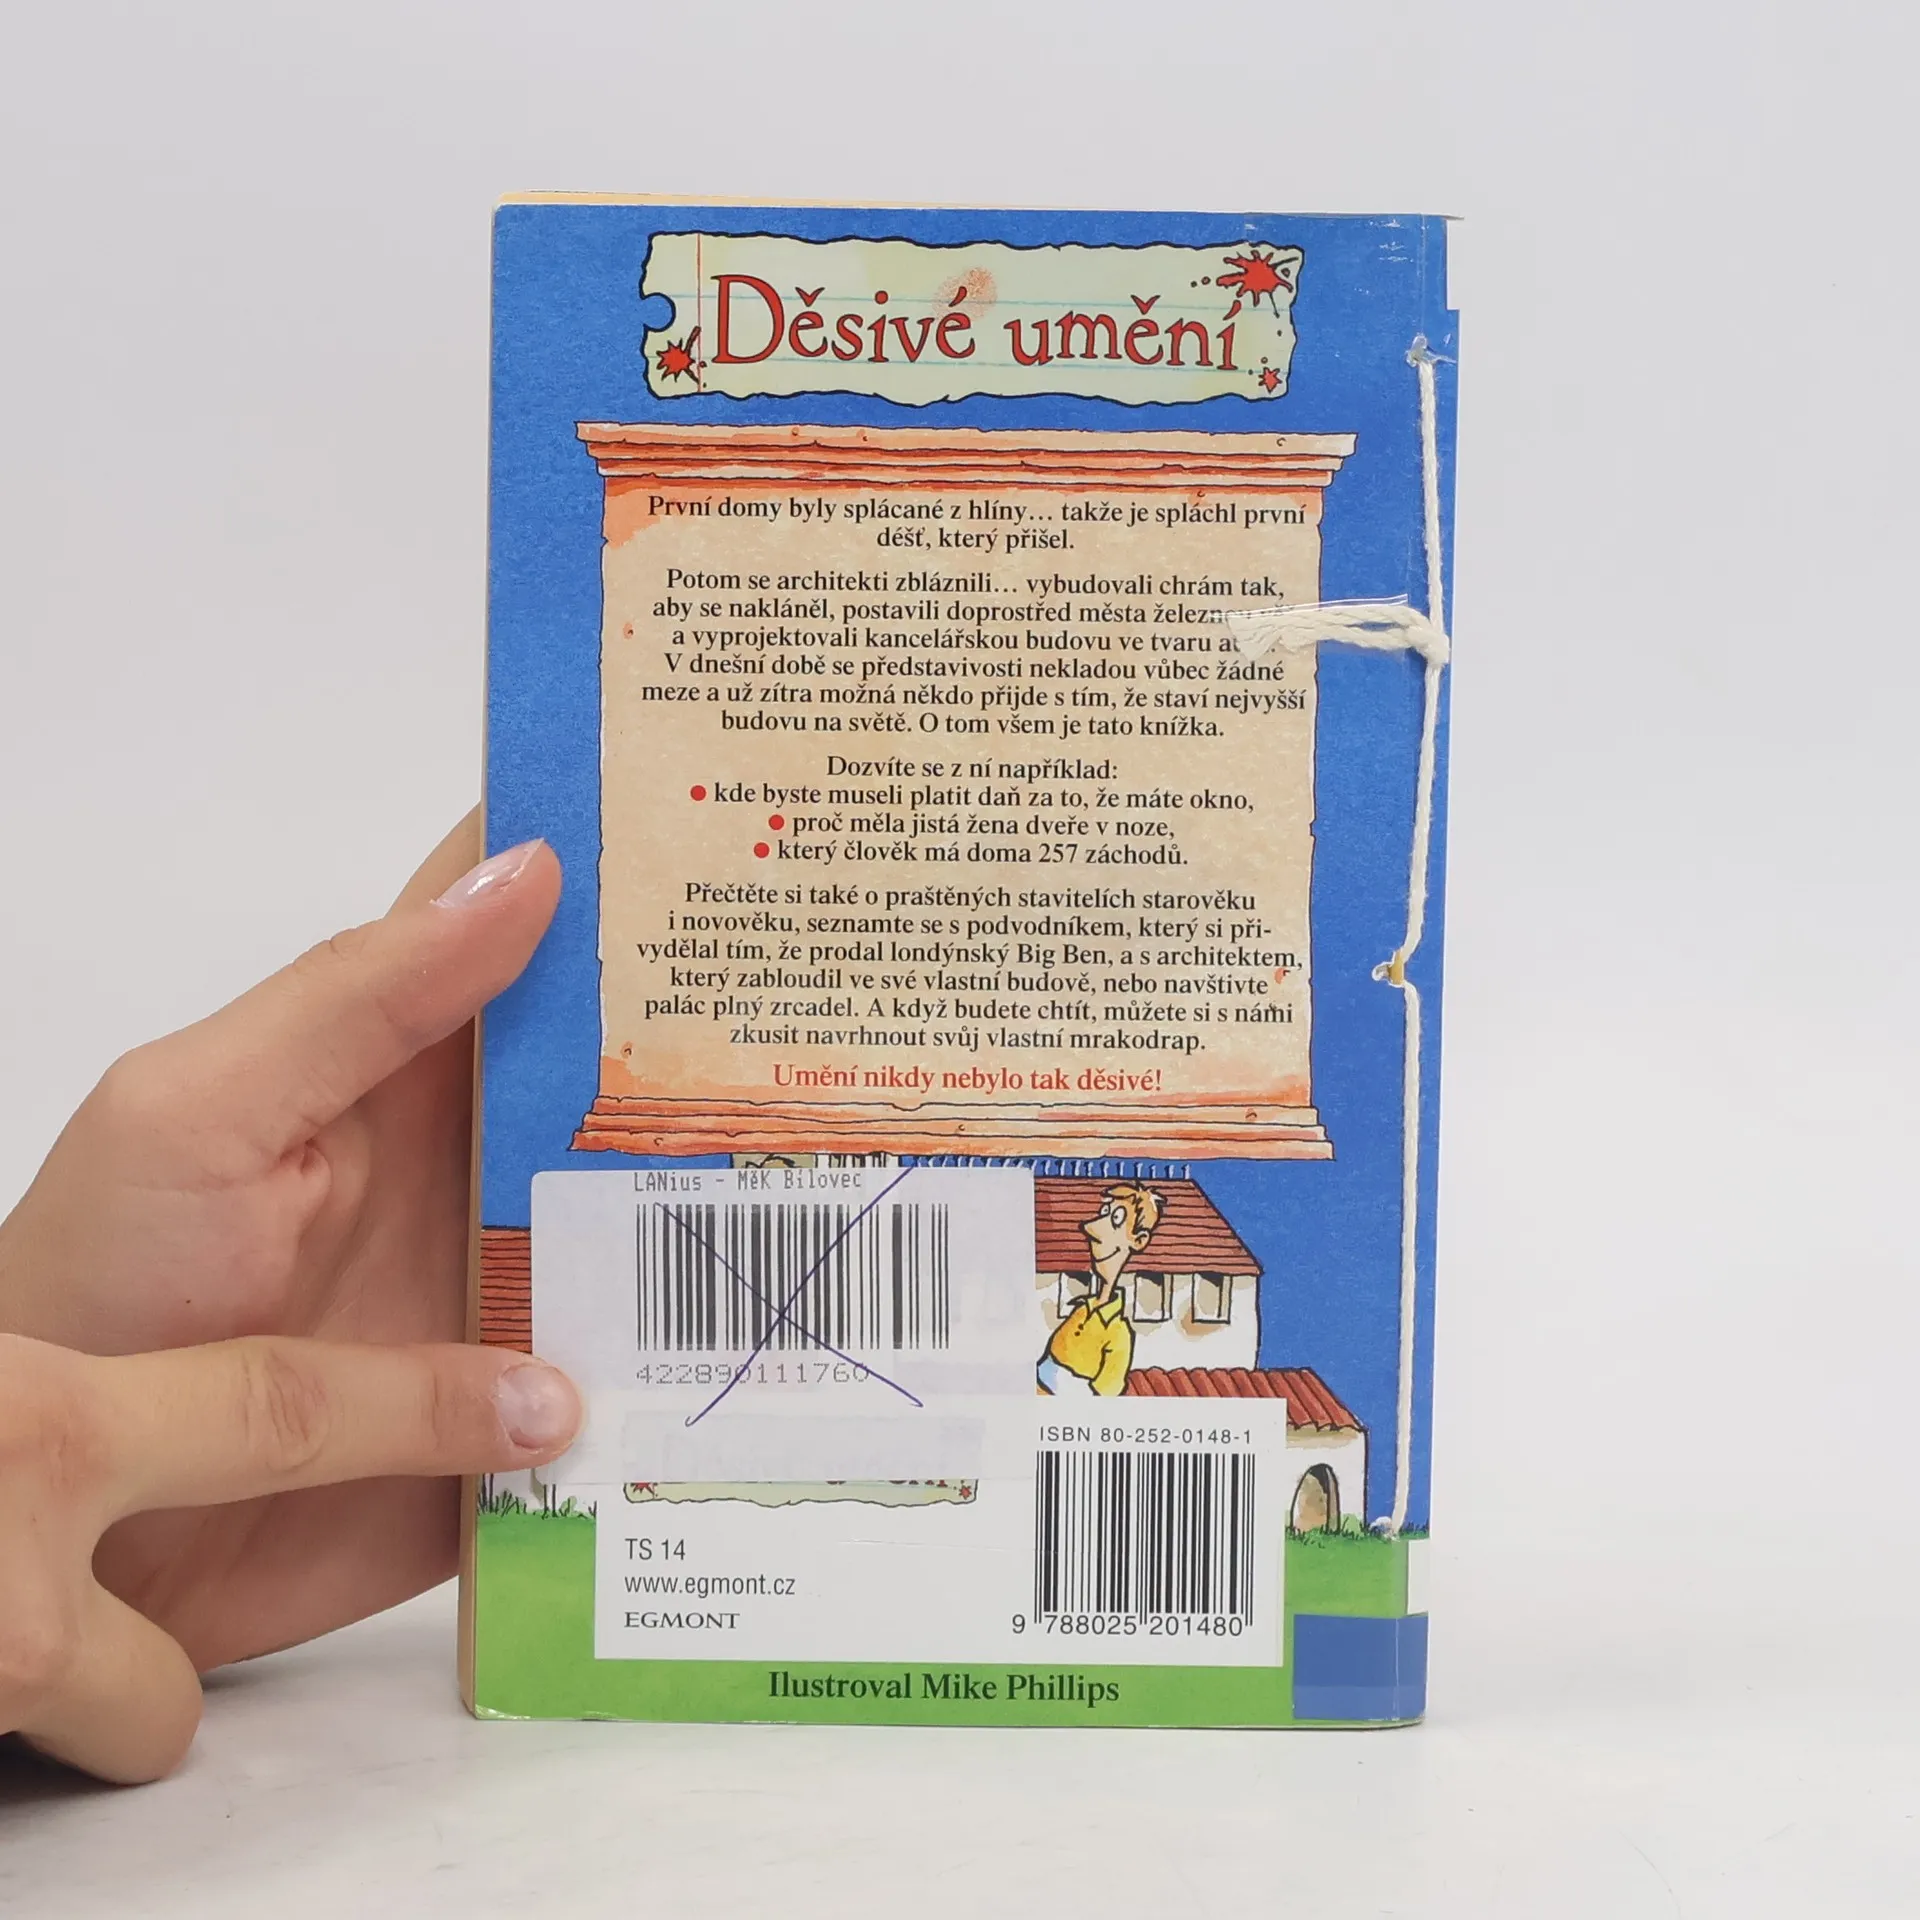 Děsivé umění
První domy byly splácané z hlíny... takže je spláchl první
déšť, který přišel.
Potom se architekti zbláznili... vybudovali chrám tak,
aby se nakláněl, postavili doprostřed města
a vyprojektovali kancelářskou budovu ve tvaru
V dnešní době se představivosti nekladou vůbec žádné
meze a už zítra možná někdo přijde s tím, že staví nejvyšší
budovu na světě. O tom všem je tato knížka.
Dozvíte se z ní například:
● kde byste museli platit daň za to, že máte okno,
● proč měla jistá žena dveře v noze,
● který člověk má doma 257 záchodů.
Přečtěte si také o praštěných stavitelích starověku
i novověku, seznamte se s podvodníkem, který si při-
vydělal tím, že prodal londýnský Big Ben, a s architektem,
který zabloudil ve své vlastní budově, nebo navštivte
palác plný zrcadel. A když budete chtít, můžete si s námi
zkusit navrhnout svůj vlastní mrakodrap.
Umění nikdy nebylo tak děsivé!
LANius - MěK Bílovec
422890111760
ISBN 80-252-0148-1
TS 14
www.egmont.cz
EGMONT
9 788025 201480
Ilustroval Mike Phillips